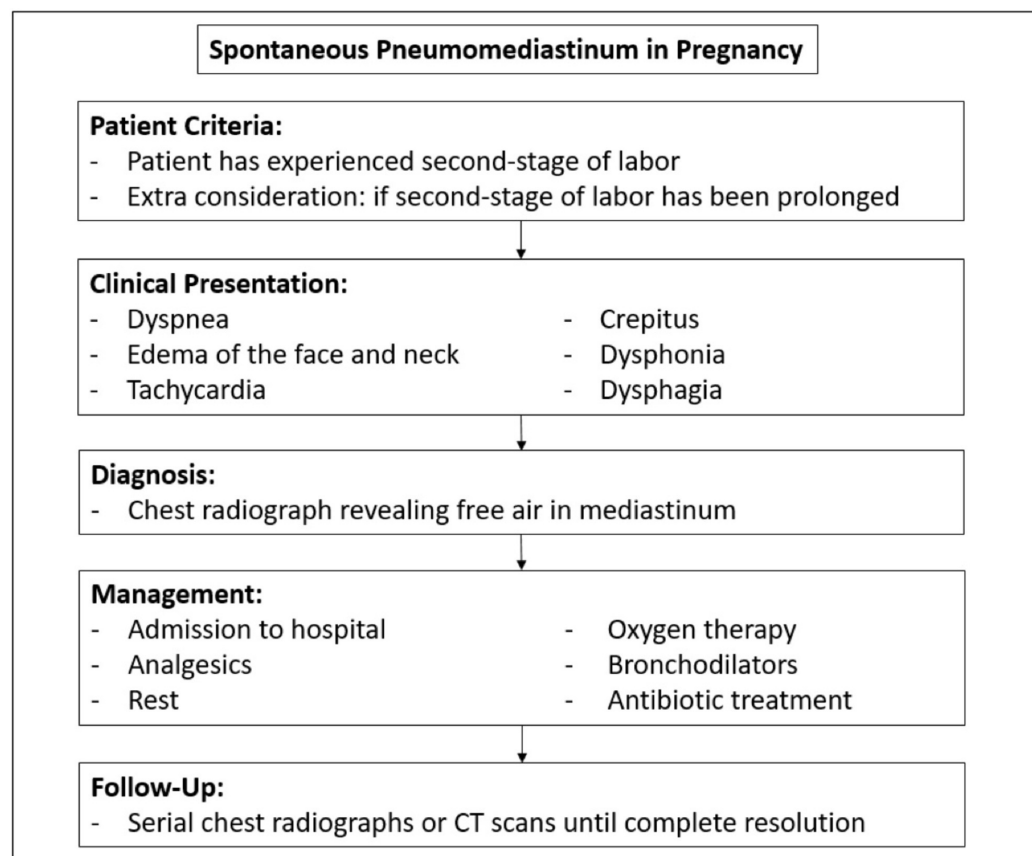 Spontaneous Pneumomediastinum in Pregnancy
Patient Criteria:
- Patient has experienced second-stage of labor
- Extra consideration: if second-stage of labor has been prolonged
Clinical Presentation:
- Dyspnea
- Edema of the face and neck
- Tachycardia
- Crepitus
- Dysphonia
- Dysphagia
Diagnosis:
- Chest radiograph revealing free air in mediastinum
Management:
- Admission to hospital
- Analgesics
- Rest
- Oxygen therapy
- Bronchodilators
- Antibiotic treatment
Follow-Up:
- Serial chest radiographs or CT scans until complete resolution